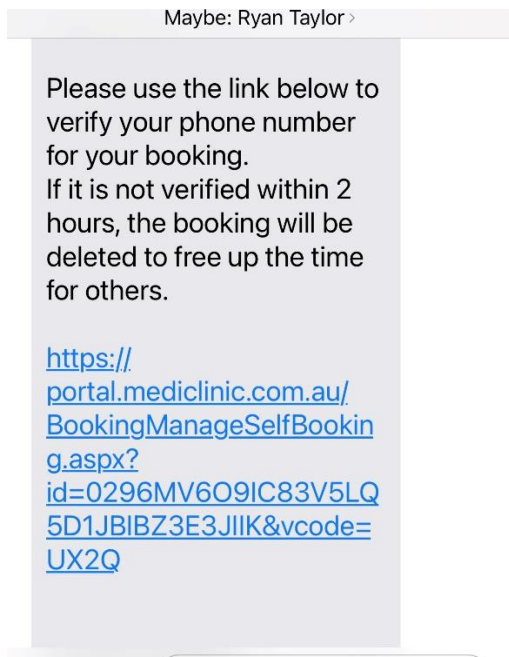 Maybe: Ryan Taylor >
Please use the link below to
verify your phone number
for your booking.
If it is not verified within 2
hours, the booking will be
deleted to free up the time
for others.
https://
portal.mediclinic.com.au/
BookingManageSelfBookin
g.aspx?
id=0296MV6O9IC83V5LQ
5D1JBIBZ3E3JIIK&vcode=
UX2Q